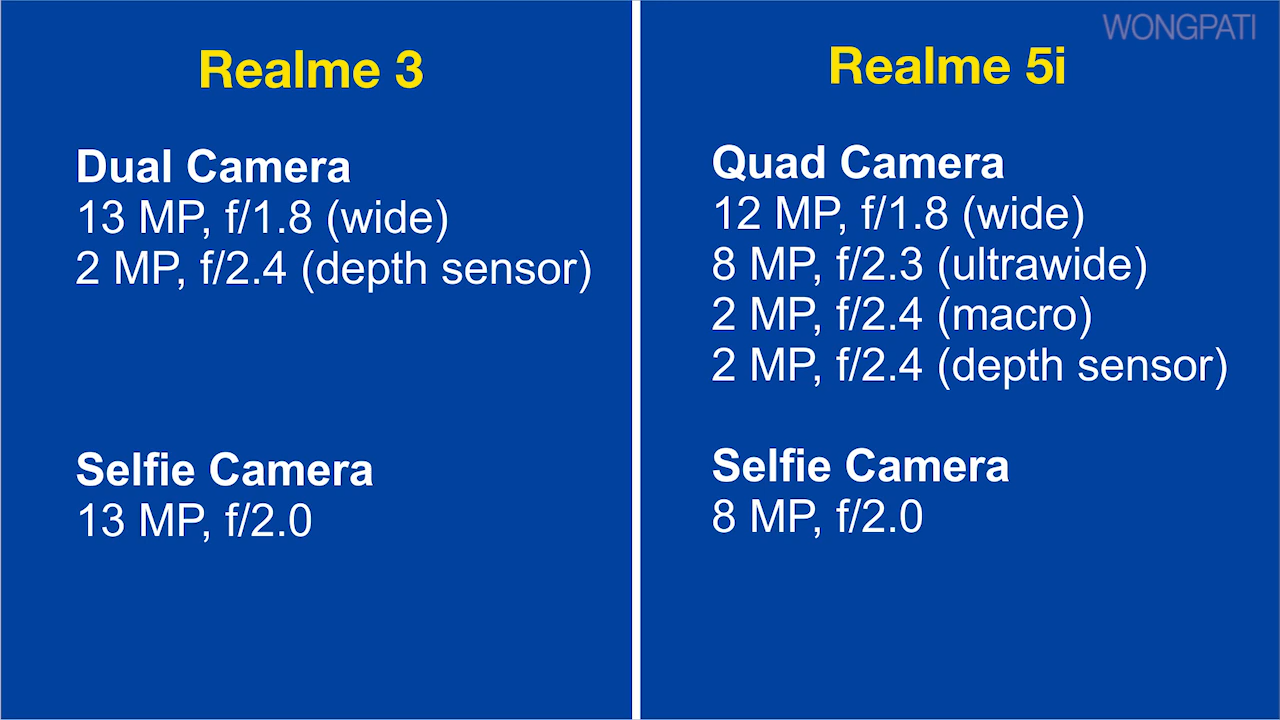 WONGPATI
Realme 3
Dual Camera
13 MP, f/1.8 (wide)
2 MP, f/2.4 (depth sensor)
Selfie Camera
13 MP, f/2.0
Realme 5i
Quad Camera
12 MP, f/1.8 (wide)
8 MP, f/2.3 (ultrawide)
2 MP, f/2.4 (macro)
2 MP, f/2.4 (depth sensor)
Selfie Camera
8 MP, f/2.0